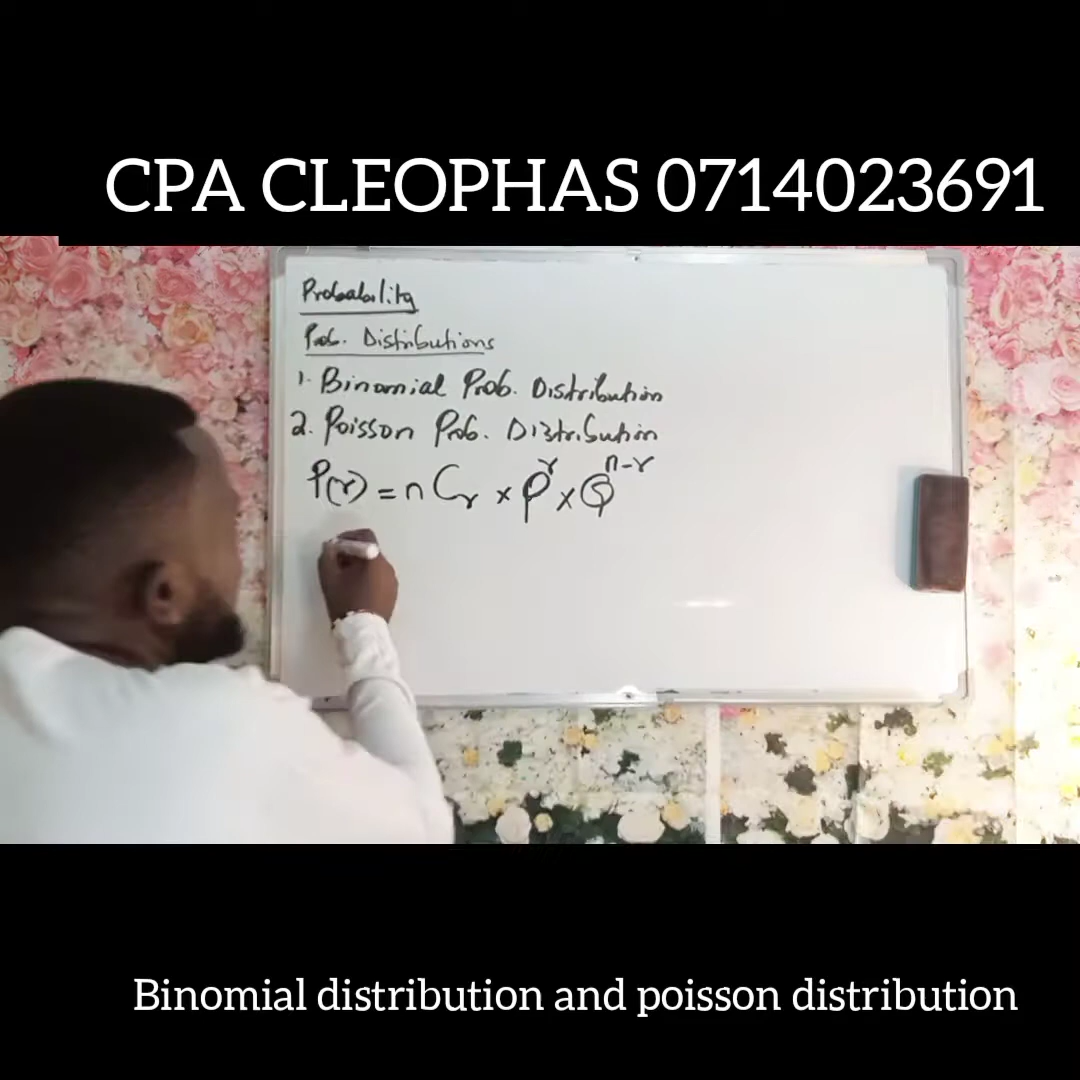 CPA CLEOPHAS 0714023691
Probability
Prob. Distributions
1. Binomial Prob. Distribution
2. Poisson Prob. Distribution
P(r) = nCr × P^r × Q^n-r
Binomial distribution and poisson distribution